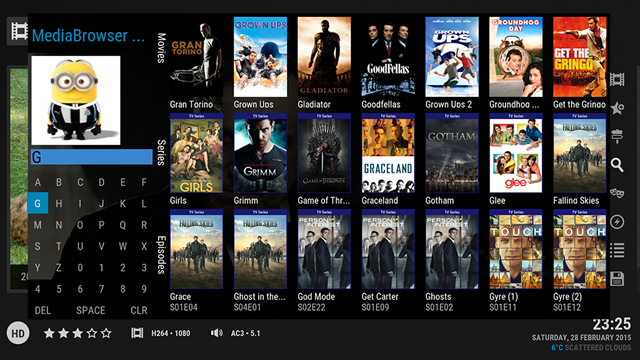 MediaBrowser ...
G
A B C D E F
G H I J K L
M N O P Q R
S T U V W X
Y Z 0 1 2 3
4 5 6 7 8 9
DEL SPACE CLR
Movies
GRAN TORINO
GROWN UPS
GLADIATOR
GoodFellas
GROWN UPS 2
GROUNDHOG DAY
GET THE GRINGO
Gran Torino
Grown Ups
Gladiator
Goodfellas
Grown Ups 2
Groundhog ...
Get the Gringo
Series
TV Series
TV Series
TV Series
TV Series
TV Series
TV Series
TV Series
GIRLS
GRIMM
GAME OF THRONES
GRACELAND
GOTHAM
glee
FALLING SKIES
Girls
Grimm
Game of Thr...
Graceland
Gotham
Glee
Falling Skies
Episodes
TV Series
TV Series
TV Series
TV Series
TV Series
TV Series
TV Series
FALLING SKIES
FALLING SKIES
PERSON OF INTEREST
PERSON OF INTEREST
PERSON OF INTEREST
TOUCH
TOUCH
Grace
Ghost in the...
God Mode
Get Carter
Ghosts
Gyre (1)
Gyre (2)
S01E04
S04E01
S02E22
S01E09
S01E02
S01E11
S01E12
HD
H264 • 1080
AC3 • 5.1
23:25
SATURDAY, 28 FEBRUARY 2015
6°C SCATTERED CLOUDS